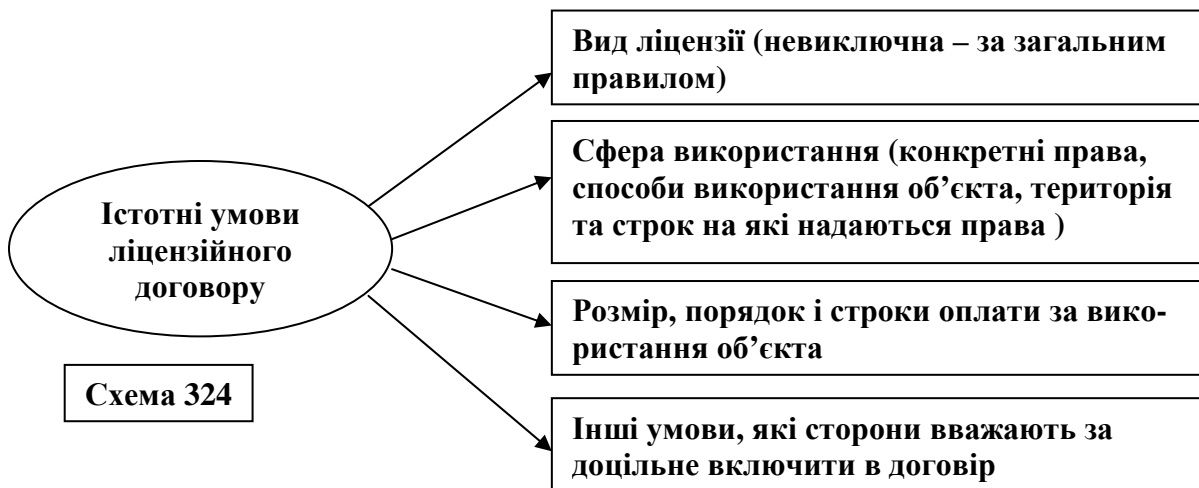 Істотні умови
ліцензійного
договору
Схема 324
Вид ліцензії (невиключна – за загальним
правилом)
Сфера використання (конкретні права,
способи використання об’єкта, територія
та строк на які надаються права )
Розмір, порядок і строки оплати за вико-
ристання об’єкта
Інші умови, які сторони вважають за
доцільне включити в договір